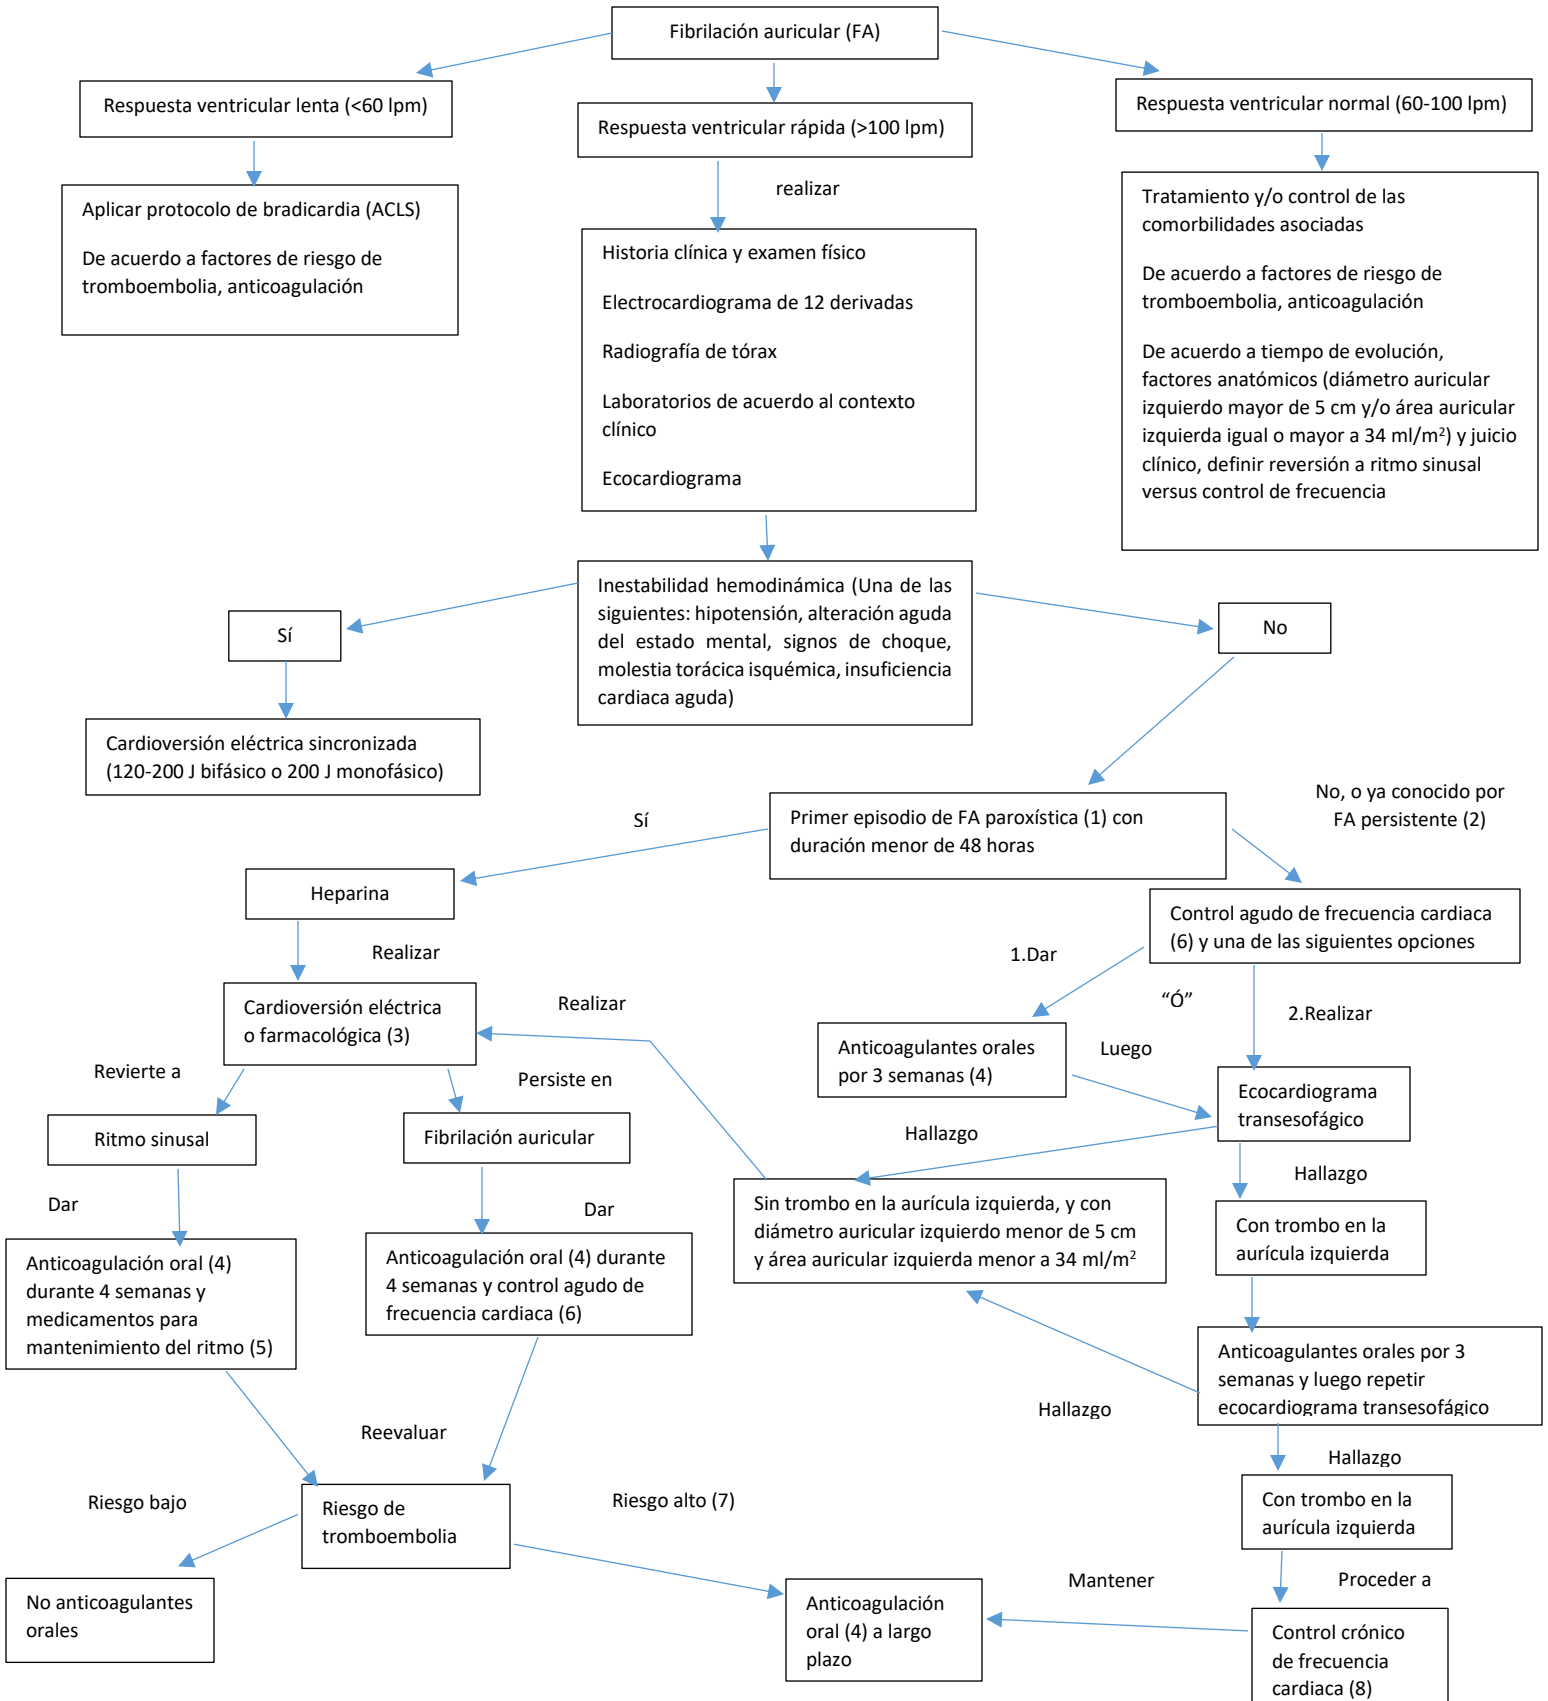 Fibrilación auricular (FA)
Respuesta ventricular lenta (<60 lpm)
Respuesta ventricular rápida (>100 lpm)
Respuesta ventricular normal (60-100 lpm)
Aplicar protocolo de bradicardia (ACLS)
De acuerdo a factores de riesgo de
tromboembolia, anticoagulación
realizar
Historia clínica y examen físico
Electrocardiograma de 12 derivadas
Radiografía de tórax
Laboratorios de acuerdo al contexto
clínico
Ecocardiograma
Tratamiento y/o control de las
comorbilidades asociadas
De acuerdo a factores de riesgo de
tromboembolia, anticoagulación
De acuerdo a tiempo de evolución,
factores anatómicos (diámetro auricular
izquierdo mayor de 5 cm y/o área auricular
izquierda igual o mayor a 34 ml/m²) y juicio
clínico, definir reversión a ritmo sinusal
versus control de frecuencia
Inestabilidad hemodinámica (Una de las
siguientes: hipotensión, alteración aguda
del estado mental, signos de choque,
molestia torácica isquémica, insuficiencia
cardiaca aguda)
Sí
No
Cardioversión eléctrica sincronizada
(120-200 J bifásico o 200 J monofásico)
Primer episodio de FA paroxística (1) con
duración menor de 48 horas
Sí
No, o ya conocido por
FA persistente (2)
Heparina
Control agudo de frecuencia cardiaca
(6) y una de las siguientes opciones
Realizar
1.Dar
“Ó”
2.Realizar
Cardioversión eléctrica
o farmacológica (3)
Realizar
Anticoagulantes orales
por 3 semanas (4)
Luego
Ecocardiograma
transesofágico
Revierte a
Persiste en
Ritmo sinusal
Fibrilación auricular
Hallazgo
Hallazgo
Dar
Dar
Sin trombo en la aurícula izquierda, y con
diámetro auricular izquierdo menor de 5 cm
y área auricular izquierda menor a 34 ml/m²
Con trombo en la
aurícula izquierda
Anticoagulación oral (4)
durante 4 semanas y
medicamentos para
mantenimiento del ritmo (5)
Anticoagulación oral (4) durante
4 semanas y control agudo de
frecuencia cardiaca (6)
Anticoagulantes orales por 3
semanas y luego repetir
ecocardiograma transesofágico
Hallazgo
Reevaluar
Hallazgo
Riesgo bajo
Riesgo de
tromboembolia
Riesgo alto (7)
Con trombo en la
aurícula izquierda
No anticoagulantes
orales
Mantener
Proceder a
Anticoagulación
oral (4) a largo
plazo
Control crónico
de frecuencia
cardiaca (8)